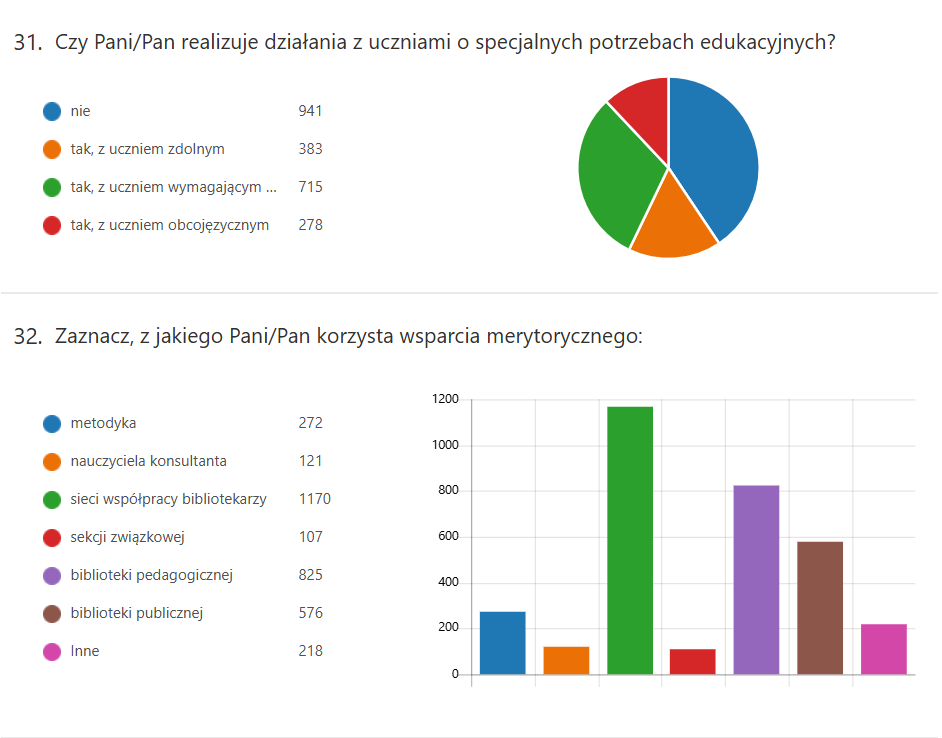 31. Czy Pani/Pan realizuje działania z uczniami o specjalnych potrzebach edukacyjnych?
nie 941
tak, z uczniem zdolnym 383
tak, z uczniem wymagającym ... 715
tak, z uczniem obcojęzycznym 278
32. Zaznacz, z jakiego Pani/Pan korzysta wsparcia merytorycznego:
metodyka 272
nauczyciela konsultanta 121
sieci współpracy bibliotekarzy 1170
sekcji związkowej 107
biblioteki pedagogicznej 825
biblioteki publicznej 576
Inne 218
1200
1000
800
600
400
200
0